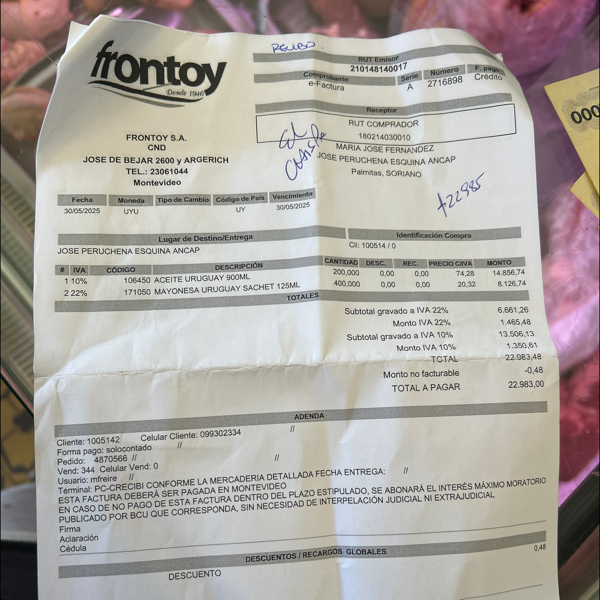 frontoy
Desde 1940
RECIBO
RUT Emisor
210148140017
Comprobante Serie Número F. pago
e-Factura A 2716898 Crédito
Receptor
RUT COMPRADOR
180214030010
MARIA JOSE FERNANDEZ
JOSE PERUCHENA ESQUINA ANCAP
Palmitas, SORIANO
El
$22985
FRONTOY S.A.
CND
JOSE DE BEJAR 2600 y ARGERICH
TEL.: 23061044
Montevideo
Fecha Moneda Tipo de Cambio Código de País Vencimiento
30/05/2025 UYU UY 30/05/2025
Lugar de Destino/Entrega Identificación Compra
JOSE PERUCHENA ESQUINA ANCAP Cli: 100514 / 0
# IVA CÓDIGO DESCRIPCIÓN CANTIDAD DESC. REC. PRECIO C/IVA MONTO
1 10% 106450 ACEITE URUGUAY 900ML 200,000 0,00 0,00 74,28 14.856,74
2 22% 171050 MAYONESA URUGUAY SACHET 125ML 400,000 0,00 0,00 20,32 8.126,74
TOTALES
Subtotal gravado a IVA 22% 6.661,26
Monto IVA 22% 1.465,48
Subtotal gravado a IVA 10% 13.506,13
Monto IVA 10% 1.350,61
TOTAL 22.983,48
Monto no facturable -0,48
TOTAL A PAGAR 22.983,00
ADENDA
Cliente: 1005142 Celular Cliente: 099302334 //
Forma pago: solocontado //
Pedido: 4870566 // //
Vend: 344 Celular Vend: 0
Usuario: mfreire //
Terminal: PC-CRECIBI CONFORME LA MERCADERIA DETALLADA FECHA ENTREGA: //
ESTA FACTURA DEBERÁ SER PAGADA EN MONTEVIDEO
EN CASO DE NO PAGO DE ESTA FACTURA DENTRO DEL PLAZO ESTIPULADO, SE ABONARÁ EL INTERÉS MÁXIMO MORATORIO
PUBLICADO POR BCU QUE CORRESPONDA, SIN NECESIDAD DE INTERPELACIÓN JUDICIAL NI EXTRAJUDICIAL
Firma
Aclaración
Cédula
DESCUENTOS / RECARGOS GLOBALES
DESCUENTO 0,48
000